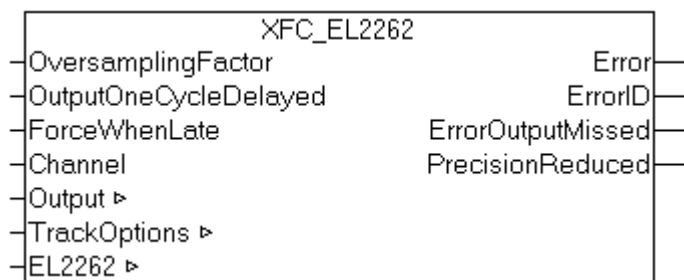 XFC_EL2262
OversamplingFactor Error
OutputOneCycleDelayed ErrorID
ForceWhenLate ErrorOutputMissed
Channel PrecisionReduced
Output ▹
TrackOptions ▹
EL2262 ▹